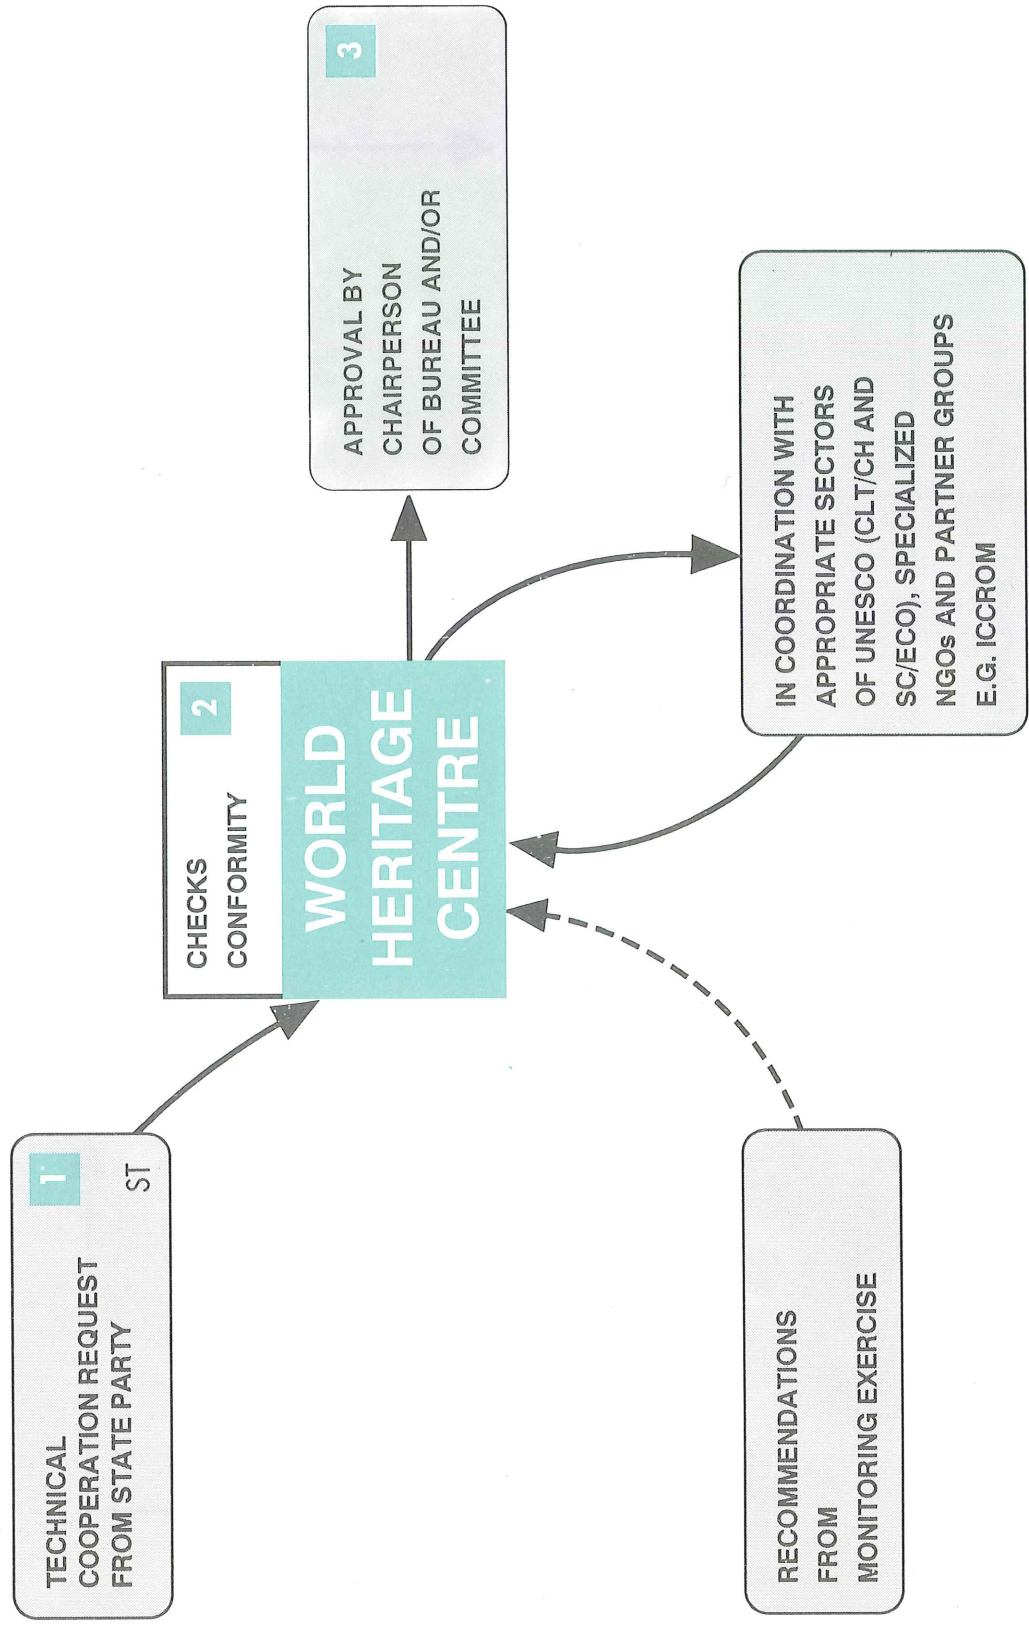 TECHNICAL
COOPERATION REQUEST
FROM STATE PARTY
1
ST
CHECKS
CONFORMITY
2
WORLD
HERITAGE
CENTRE
APPROVAL BY
CHAIRPERSON
OF BUREAU AND/OR
COMMITTEE
3
RECOMMENDATIONS
FROM
MONITORING EXERCISE
IN COORDINATION WITH
APPROPRIATE SECTORS
OF UNESCO (CLT/CH AND
SC/ECO), SPECIALIZED
NGOs AND PARTNER GROUPS
E.G. ICCROM